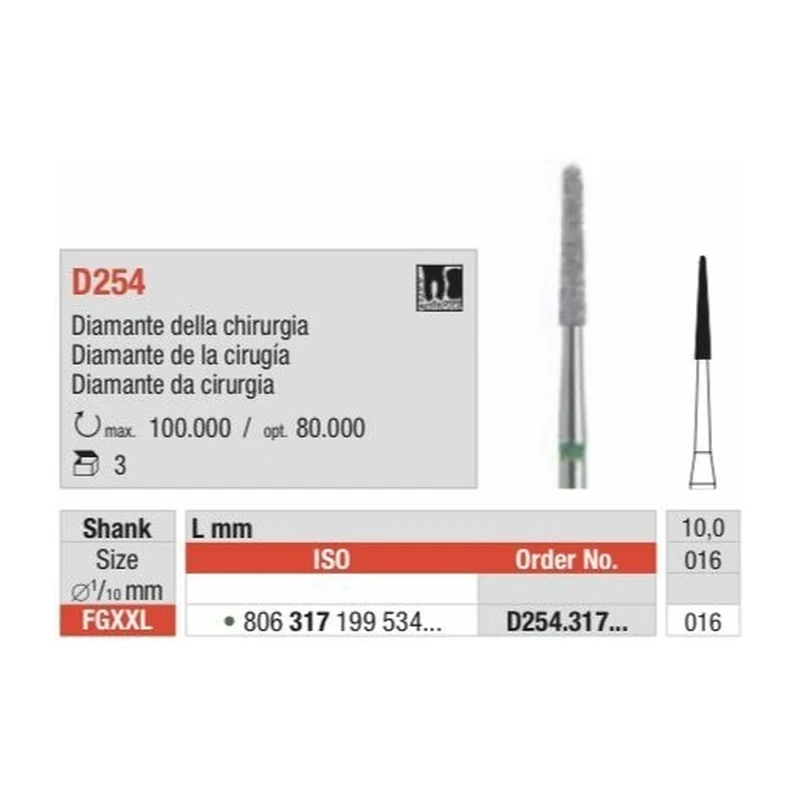 D254
Diamante della chirurgia
Diamante de la cirugía
Diamante da cirurgia
max. 100.000 / opt. 80.000
3
Shank L mm 10,0
Size ISO Order No. 016
⌀1/10 mm
FGXXL • 806 317 199 534... D254.317... 016